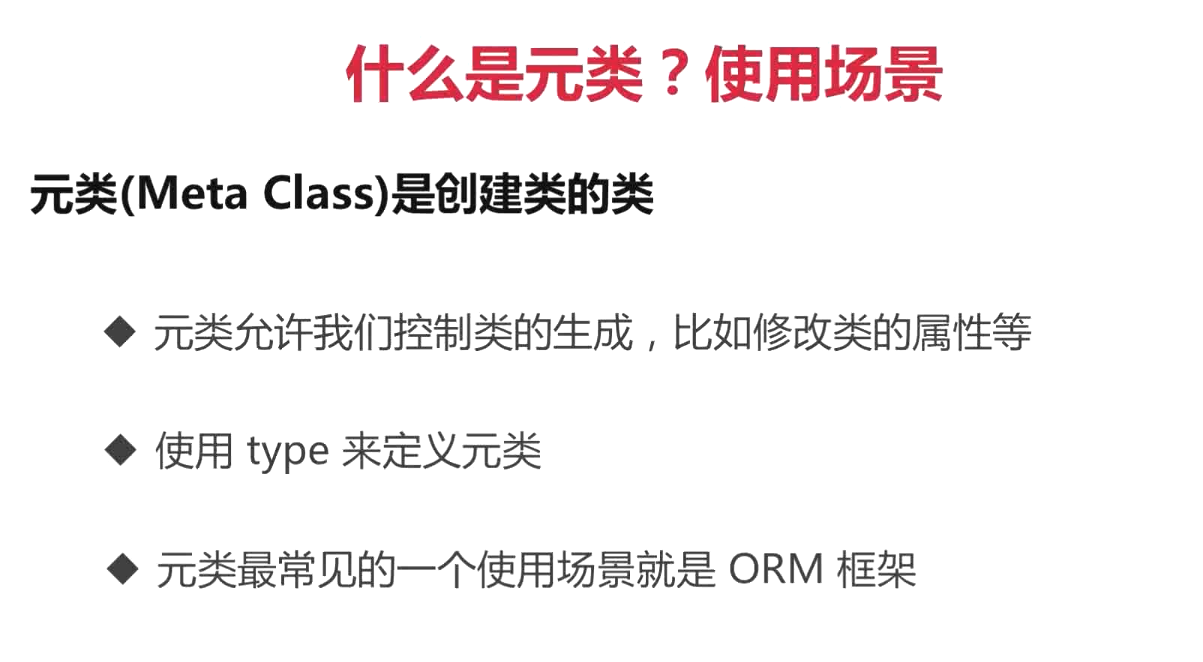 什么是元类？使用场景
元类(Meta Class)是创建类的类
◆ 元类允许我们控制类的生成，比如修改类的属性等
◆ 使用 type 来定义元类
◆ 元类最常见的一个使用场景就是 ORM 框架